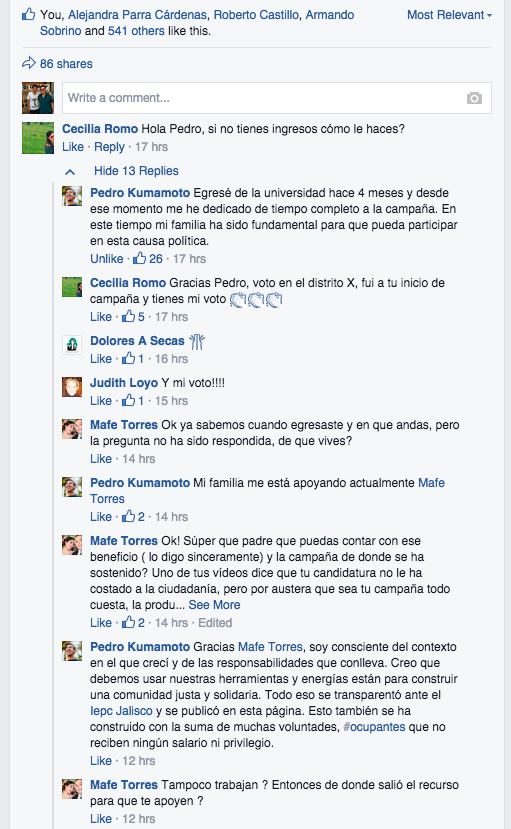 You, Alejandra Parra Cárdenas, Roberto Castillo, Armando
Sobrino and 541 others like this.
Most Relevant
86 shares
Write a comment...
Cecilia Romo Hola Pedro, si no tienes ingresos cómo le haces?
Like · Reply · 17 hrs
Hide 13 Replies
Pedro Kumamoto Egresé de la universidad hace 4 meses y desde
ese momento me he dedicado de tiempo completo a la campaña. En
este tiempo mi familia ha sido fundamental para que pueda participar
en esta causa política.
Unlike · 26 · 17 hrs
Cecilia Romo Gracias Pedro, voto en el distrito X, fui a tu inicio de
campaña y tienes mi voto
Like · 5 · 17 hrs
Dolores A Secas
Like · 1 · 16 hrs
Judith Loyo Y mi voto!!!!
Like · 1 · 15 hrs
Mafe Torres Ok ya sabemos cuando egresaste y en que andas, pero
la pregunta no ha sido respondida, de que vives?
Like · 14 hrs
Pedro Kumamoto Mi familia me está apoyando actualmente Mafe
Torres
Like · 2 · 14 hrs
Mafe Torres Ok! Súper que padre que puedas contar con ese
beneficio ( lo digo sinceramente) y la campaña de donde se ha
sostenido? Uno de tus vídeos dice que tu candidatura no le ha
costado a la ciudadanía, pero por austera que sea tu campaña todo
cuesta, la produ... See More
Like · 2 · 14 hrs · Edited
Pedro Kumamoto Gracias Mafe Torres, soy consciente del contexto
en el que crecí y de las responsabilidades que conlleva. Creo que
debemos usar nuestras herramientas y energías están para construir
una comunidad justa y solidaria. Todo eso se transparentó ante el
Iepc Jalisco y se publicó en esta página. Esto también se ha
construido con la suma de muchas voluntades, #ocupantes que no
reciben ningún salario ni privilegio.
Like · 12 hrs
Mafe Torres Tampoco trabajan ? Entonces de donde salió el recurso
para que te apoyen ?
Like · 12 hrs